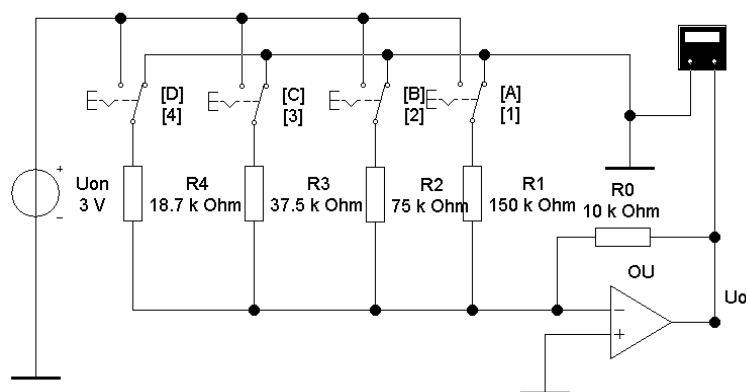 [D]
[4]
[C]
[3]
[B]
[2]
[A]
[1]
Uon
3 V
R4
18.7 k Ohm
R3
37.5 k Ohm
R2
75 k Ohm
R1
150 k Ohm
R0
10 k Ohm
OU
Uo